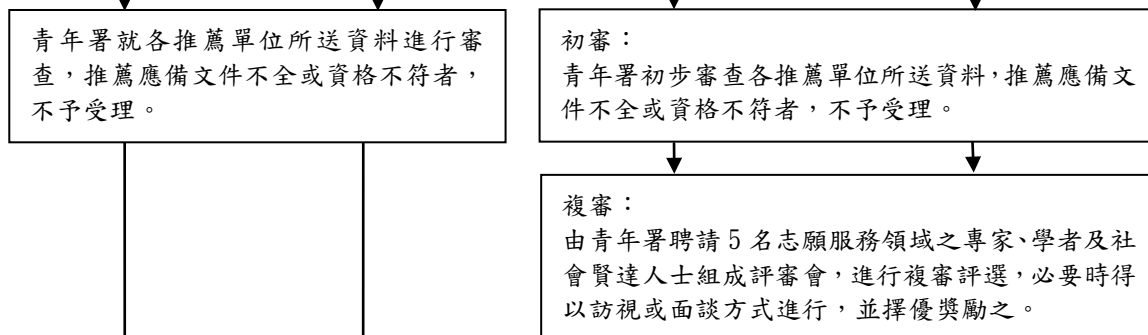 青年署就各推薦單位所送資料進行審
查，推薦應備文件不全或資格不符者，
不予受理。
初審：
青年署初步審查各推薦單位所送資料，推薦應備文
件不全或資格不符者，不予受理。
複審：
由青年署聘請 5 名志願服務領域之專家、學者及社
會賢達人士組成評審會，進行複審評選，必要時得
以訪視或面談方式進行，並擇優獎勵之。